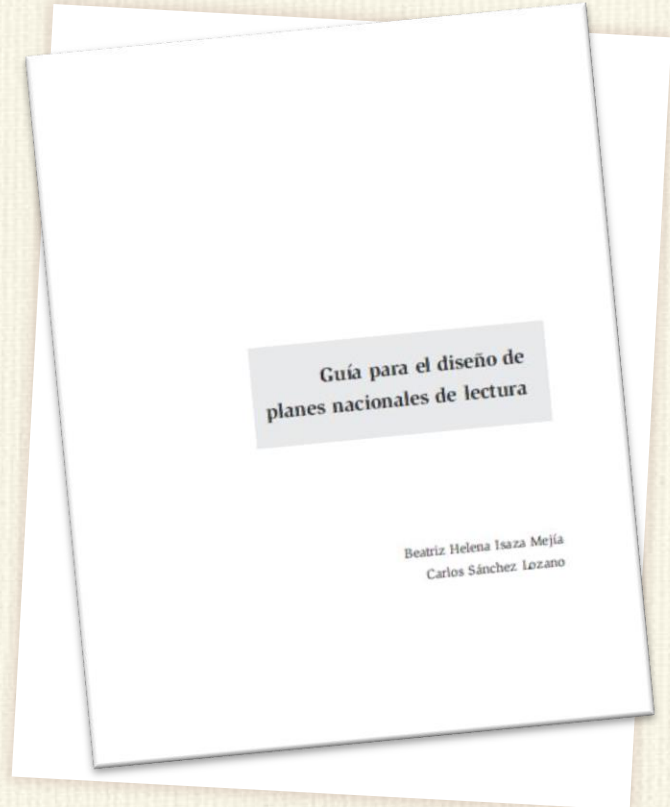 Guía para el diseño de
planes nacionales de lectura
Beatriz Helena Isaza Mejía
Carlos Sánchez Lozano